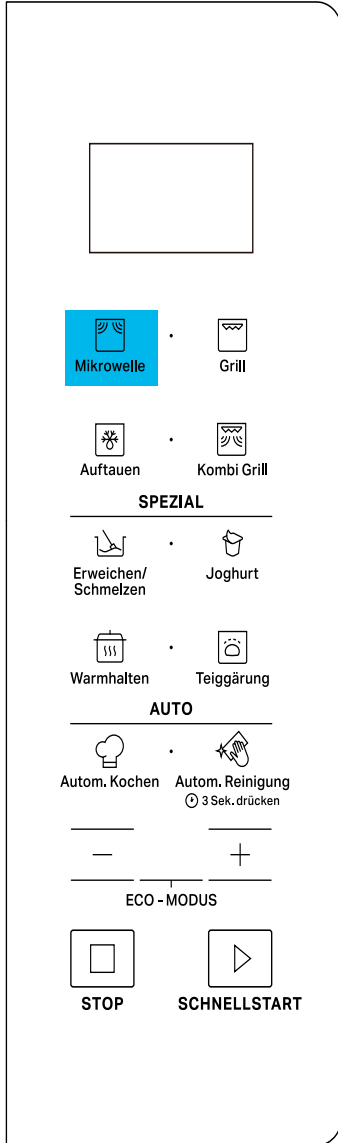 Mikrowelle
Grill
Auftauen
Kombi Grill
SPEZIAL
Erweichen/
Schmelzen
Joghurt
Warmhalten
Teiggärung
AUTO
Autom. Kochen
Autom. Reinigung
3 Sek. drücken
− +
ECO - MODUS
STOP
SCHNELLSTART